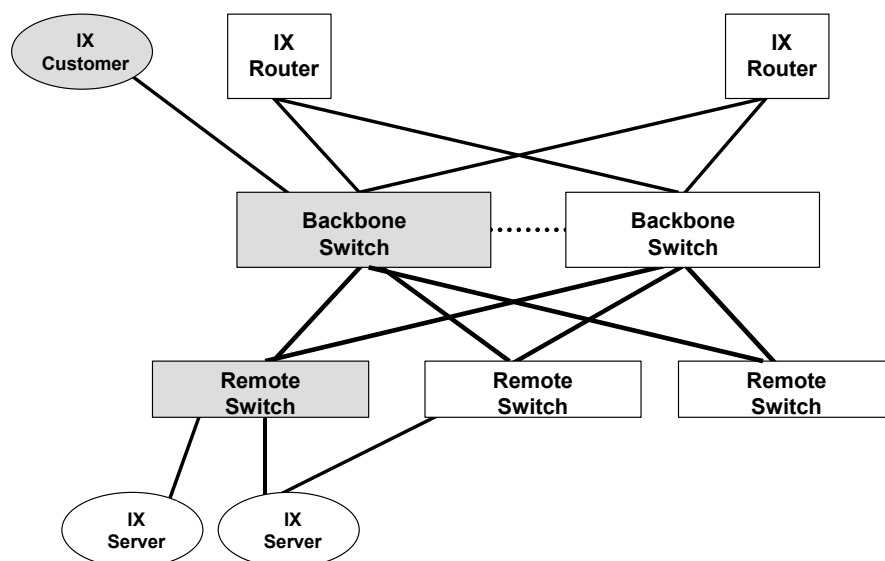 IX
Customer
IX
Router
IX
Router
Backbone
Switch
Backbone
Switch
Remote
Switch
Remote
Switch
Remote
Switch
IX
Server
IX
Server